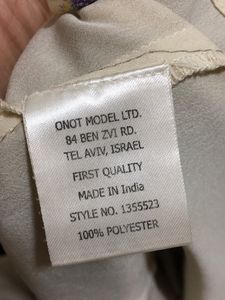 ONOT MODEL LTD.
84 BEN ZVI RD.
TEL AVIV, ISRAEL
FIRST QUALITY
MADE IN India
STYLE NO. 1355523
100% POLYESTER